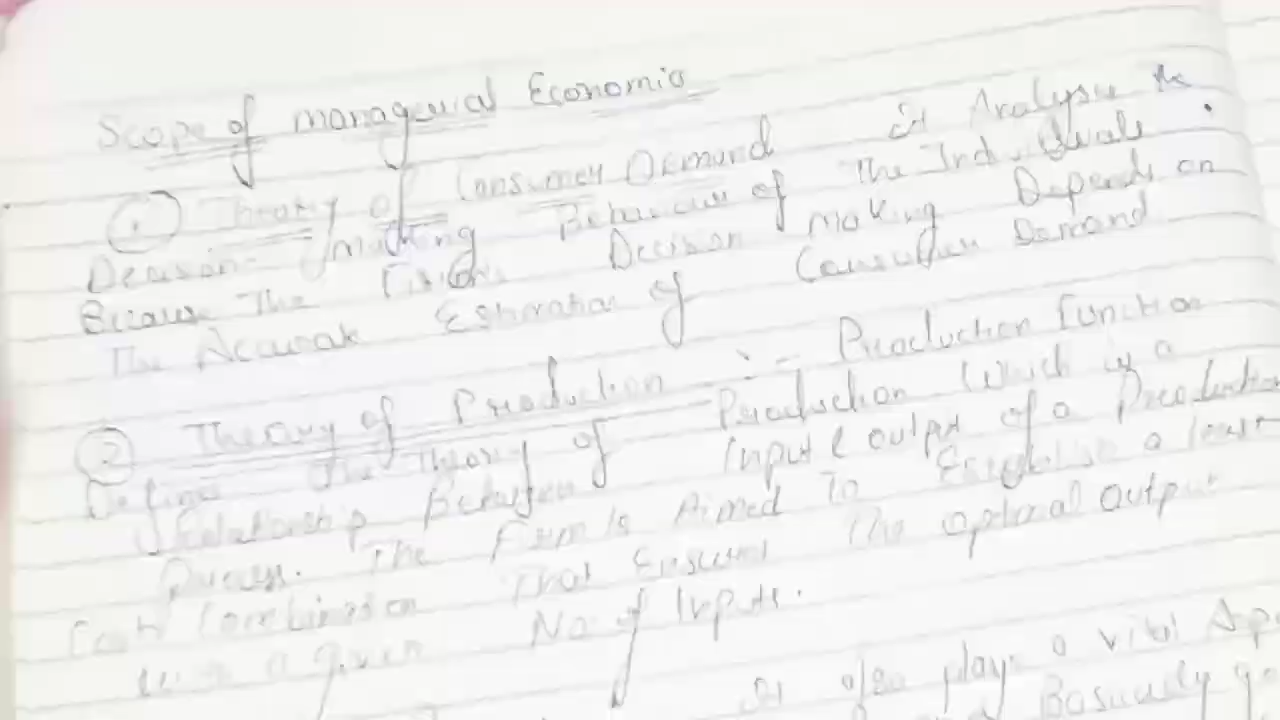 Scope of managerial Economic
① Theory of Consumer Demand It Analysis the
Decision making Behaviour of The Individuals
Because The Decision making Depends on
The Accurate Estimation of Consumer Demand
② Theory of Production :- Production Function
Define The Theory of Production which is a
Relationship Between Input & output of a Production
Process. The Firm is Aimed To Establish a least
Cost Combination That Ensures The optimal output
with a given No of Inputs.
It also plays a vital
Basically